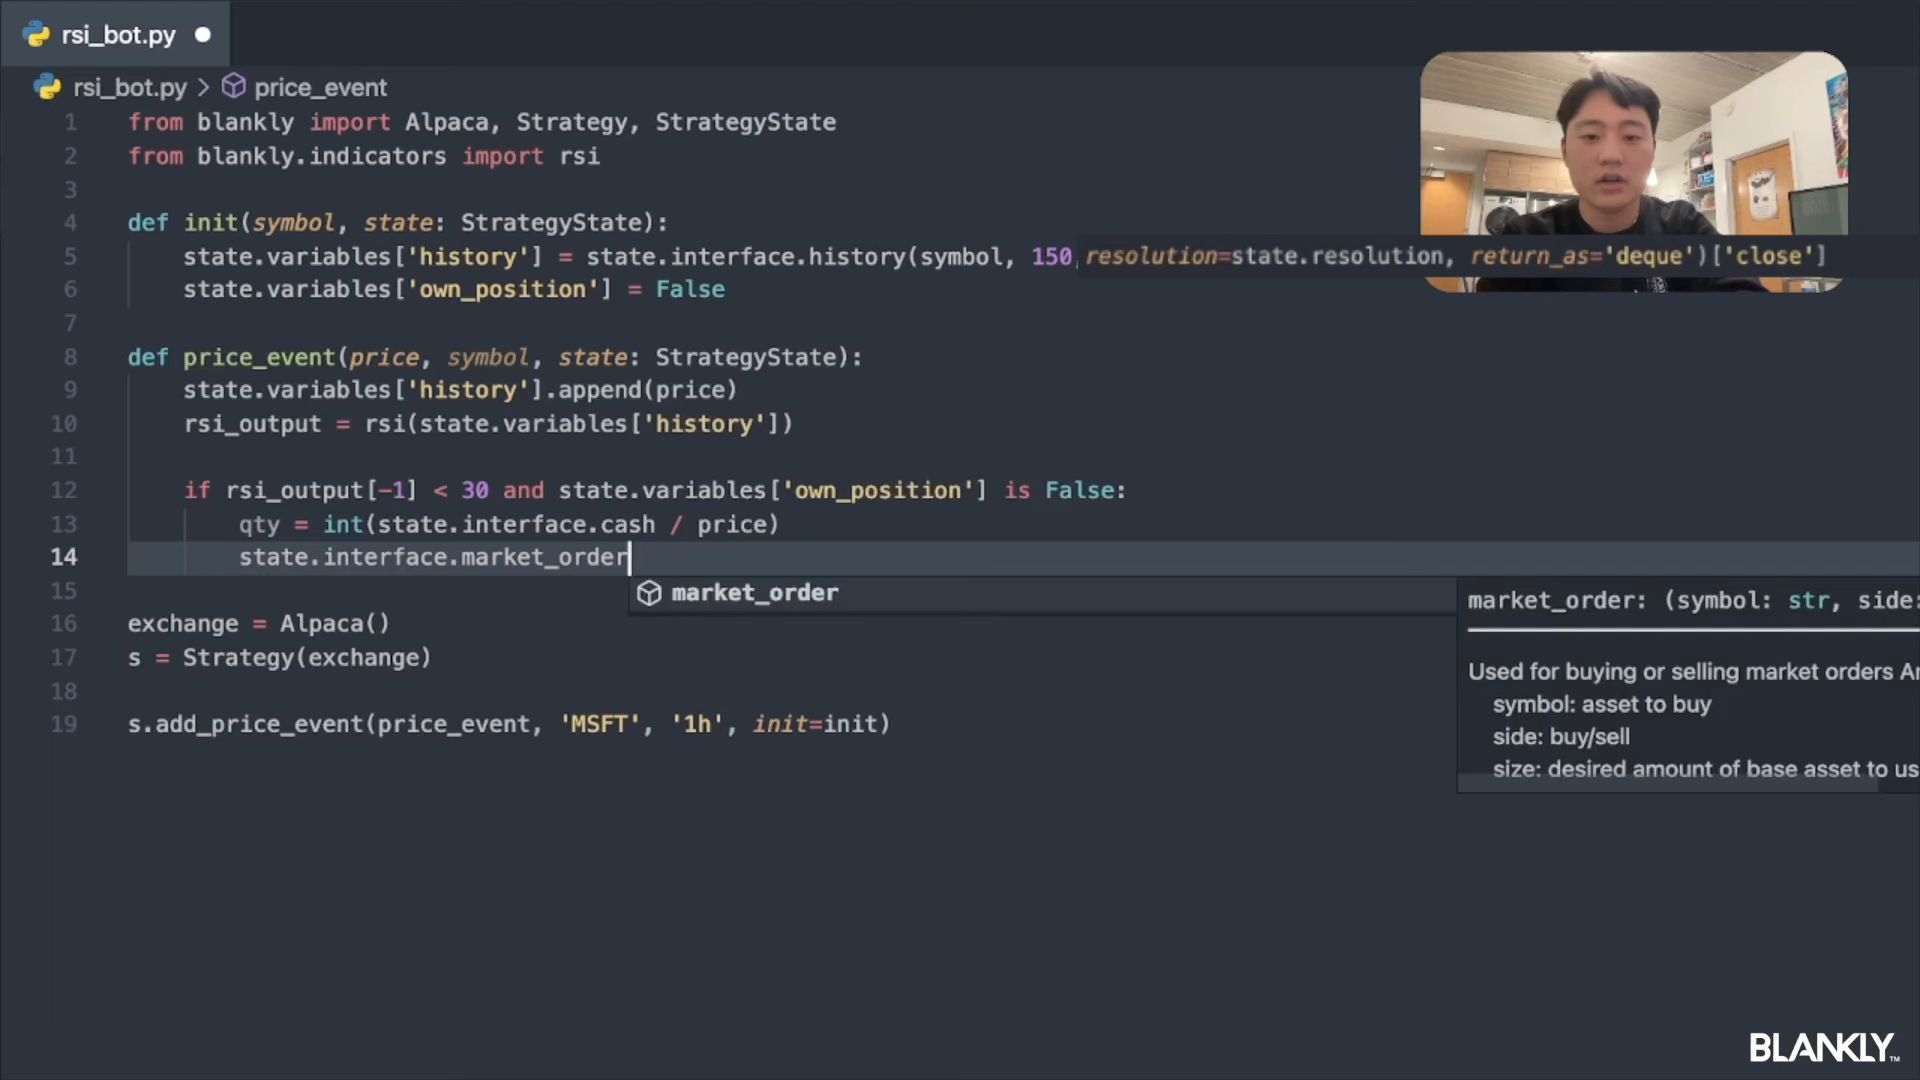 rsi_bot.py
rsi_bot.py > price_event
1 from blankly import Alpaca, Strategy, StrategyState
2 from blankly.indicators import rsi
3
4 def init(symbol, state: StrategyState):
5 state.variables['history'] = state.interface.history(symbol, 150, resolution=state.resolution, return_as='deque')['close']
6 state.variables['own_position'] = False
7
8 def price_event(price, symbol, state: StrategyState):
9 state.variables['history'].append(price)
10 rsi_output = rsi(state.variables['history'])
11
12 if rsi_output[-1] < 30 and state.variables['own_position'] is False:
13 qty = int(state.interface.cash / price)
14 state.interface.market_order
market_order
market_order: (symbol: str, side:
Used for buying or selling market orders Ar
symbol: asset to buy
side: buy/sell
size: desired amount of base asset to us
15
16 exchange = Alpaca()
17 s = Strategy(exchange)
18
19 s.add_price_event(price_event, 'MSFT', '1h', init=init)
BLANKLY™